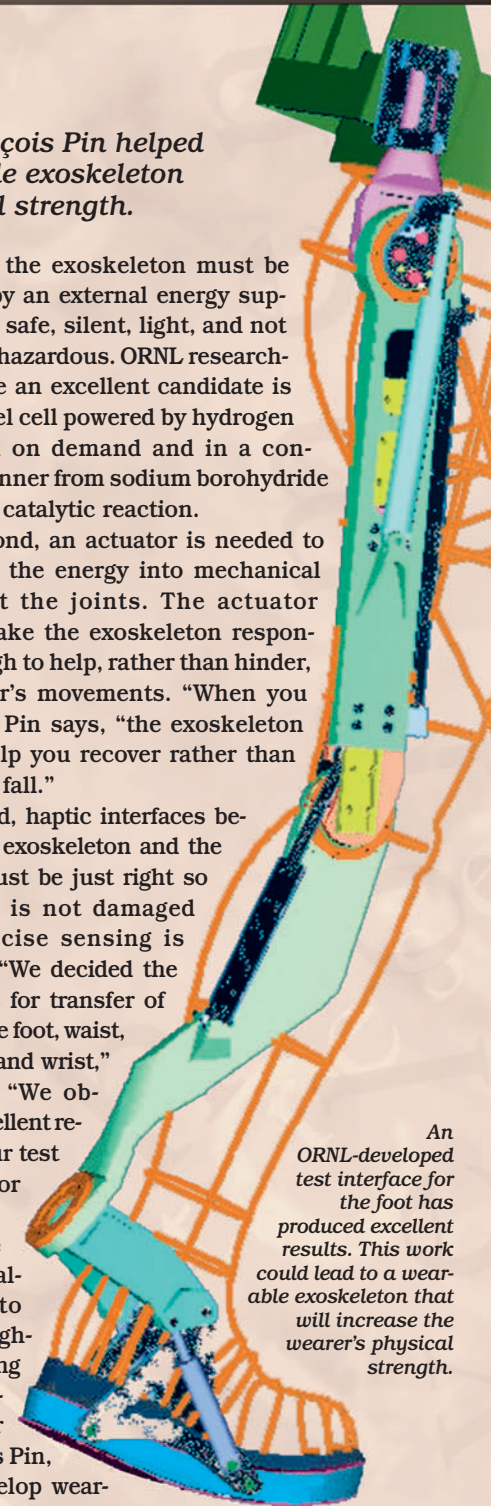 çois Pin helped
le exoskeleton
l strength.
the exoskeleton must be
by an external energy sup-
safe, silent, light, and not
hazardous. ORNL research-
e an excellent candidate is
el cell powered by hydrogen
on demand and in a con-
nner from sodium borohydride
catalytic reaction.
ond, an actuator is needed to
the energy into mechanical
t the joints. The actuator
ake the exoskeleton respon-
gh to help, rather than hinder,
r's movements. “When you
Pin says, “the exoskeleton
lp you recover rather than
fall.”
d, haptic interfaces be-
exoskeleton and the
ust be just right so
is not damaged
cise sensing is
“We decided the
for transfer of
e foot, waist,
and wrist,”
“We ob-
ellent re-
ur test
or
al-
to
gh-
ng
-
r
s Pin,
elop wear-
An
ORNL-developed
test interface for
the foot has
produced excellent
results. This work
could lead to a wear-
able exoskeleton that
will increase the
wearer's physical
strength.